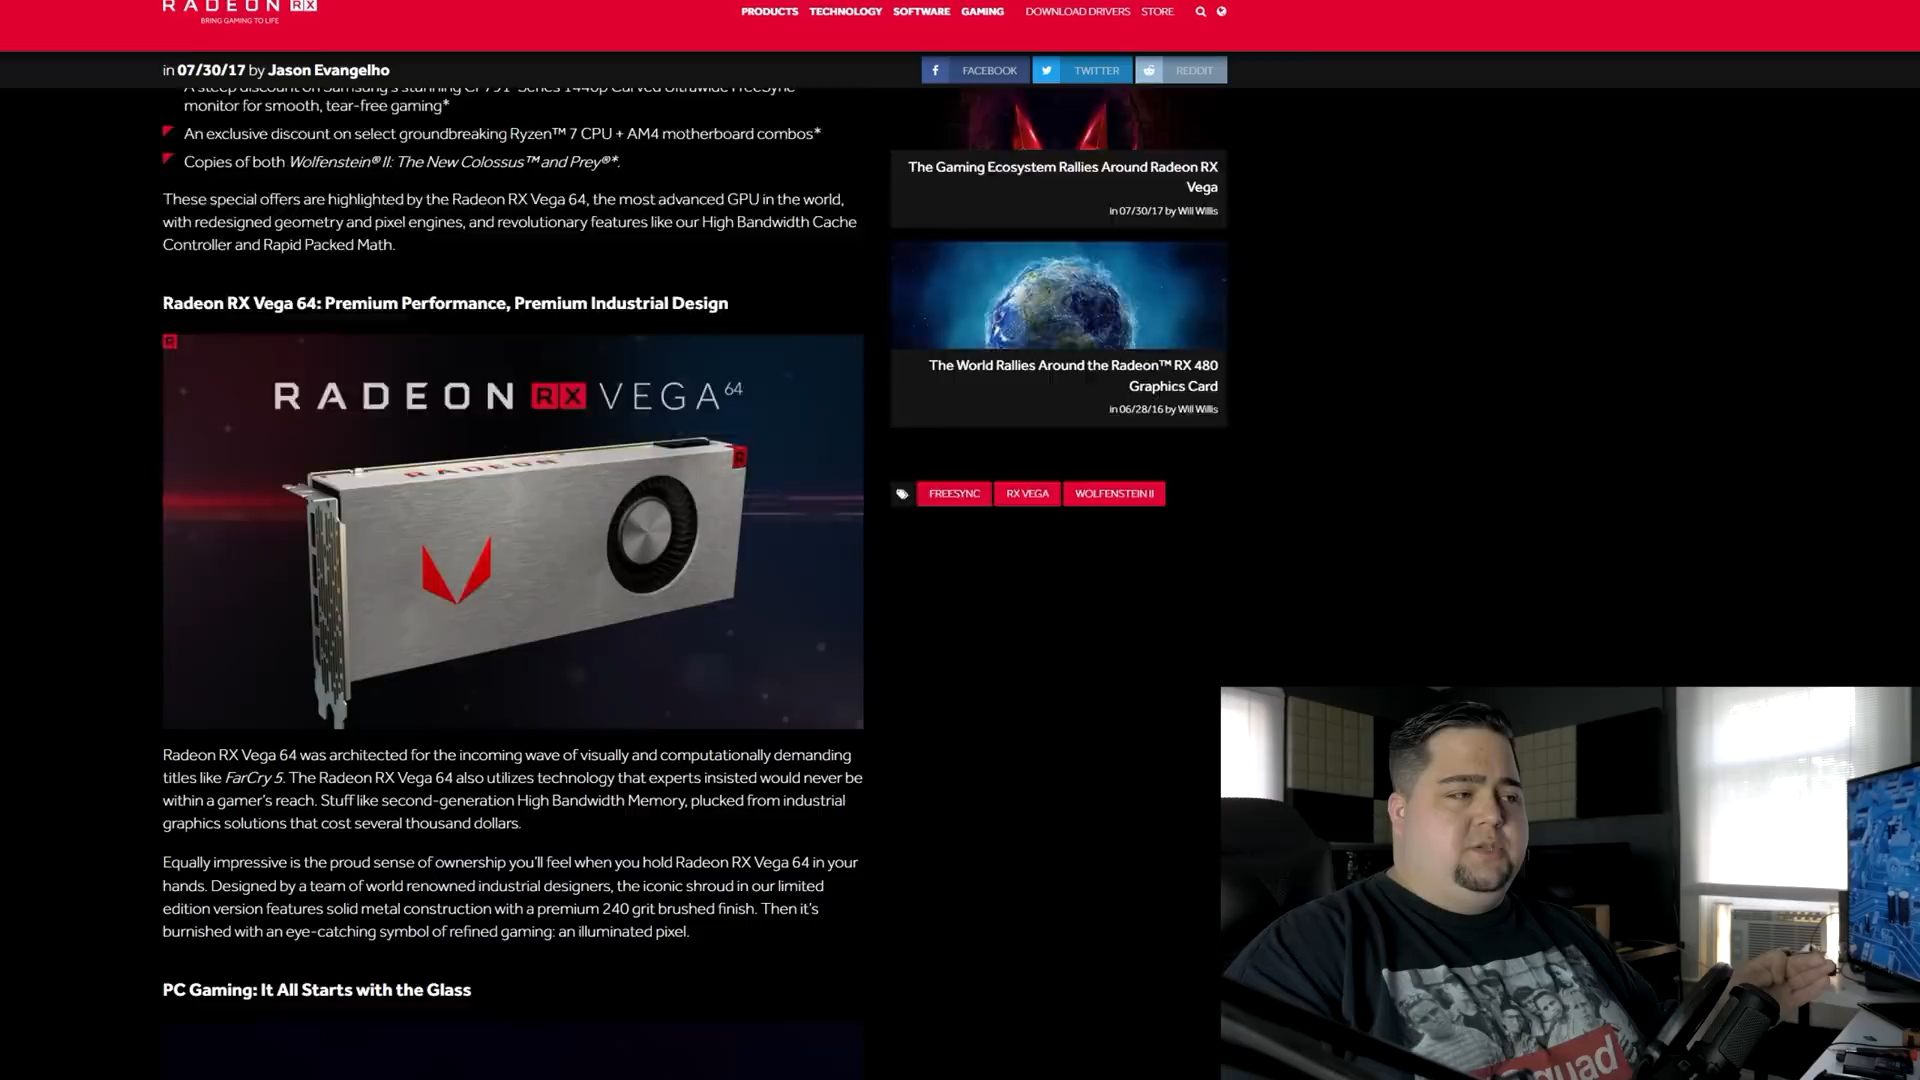 RADEON RX
BRING GAMING TO LIFE
PRODUCTS TECHNOLOGY SOFTWARE GAMING DOWNLOAD DRIVERS STORE
in 07/30/17 by Jason Evangelho
FACEBOOK TWITTER REDDIT
A steep discount on Samsung's stunning CF791 Series 1440p Curved Ultrawide FreeSync
monitor for smooth, tear-free gaming*
An exclusive discount on select groundbreaking Ryzen™ 7 CPU + AM4 motherboard combos*
Copies of both Wolfenstein® II: The New Colossus™ and Prey®*.
These special offers are highlighted by the Radeon RX Vega 64, the most advanced GPU in the world,
with redesigned geometry and pixel engines, and revolutionary features like our High Bandwidth Cache
Controller and Rapid Packed Math.
Radeon RX Vega 64: Premium Performance, Premium Industrial Design
R
RADEON RX VEGA 64
RADEON
R
Radeon RX Vega 64 was architected for the incoming wave of visually and computationally demanding
titles like FarCry 5. The Radeon RX Vega 64 also utilizes technology that experts insisted would never be
within a gamer's reach. Stuff like second-generation High Bandwidth Memory, plucked from industrial
graphics solutions that cost several thousand dollars.
Equally impressive is the proud sense of ownership you'll feel when you hold Radeon RX Vega 64 in your
hands. Designed by a team of world renowned industrial designers, the iconic shroud in our limited
edition version features solid metal construction with a premium 240 grit brushed finish. Then it's
burnished with an eye-catching symbol of refined gaming: an illuminated pixel.
PC Gaming: It All Starts with the Glass
The Gaming Ecosystem Rallies Around Radeon RX
Vega
in 07/30/17 by Will Willis
The World Rallies Around the Radeon™ RX 480
Graphics Card
in 06/28/16 by Will Willis
FREESYNC RX VEGA WOLFENSTEIN II